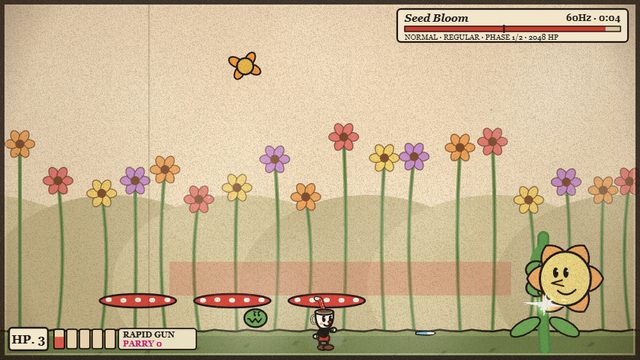 Seed Bloom
60Hz · 0:04
NORMAL · REGULAR · PHASE 1/2 · 2048 HP
HP. 3
RAPID GUN
PARRY 0